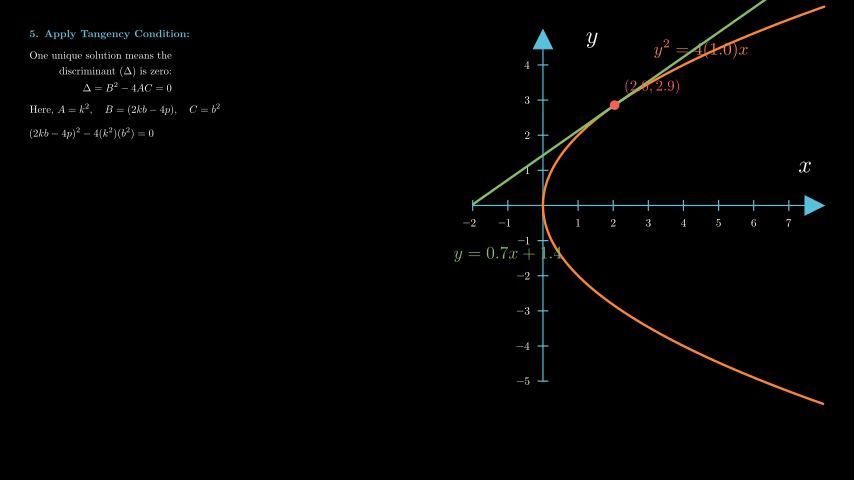 5. Apply Tangency Condition:
One unique solution means the
discriminant (Δ) is zero:
Δ = B² − 4AC = 0
Here, A = k², B = (2kb − 4p), C = b²
(2kb − 4p)² − 4(k²)(b²) = 0
y
y² = 4(1.0)x
(2.0, 2.9)
x
y = 0.7x + 1.4
4
3
2
1
−1
−2
−3
−4
−5
−2 −1 1 2 3 4 5 6 7